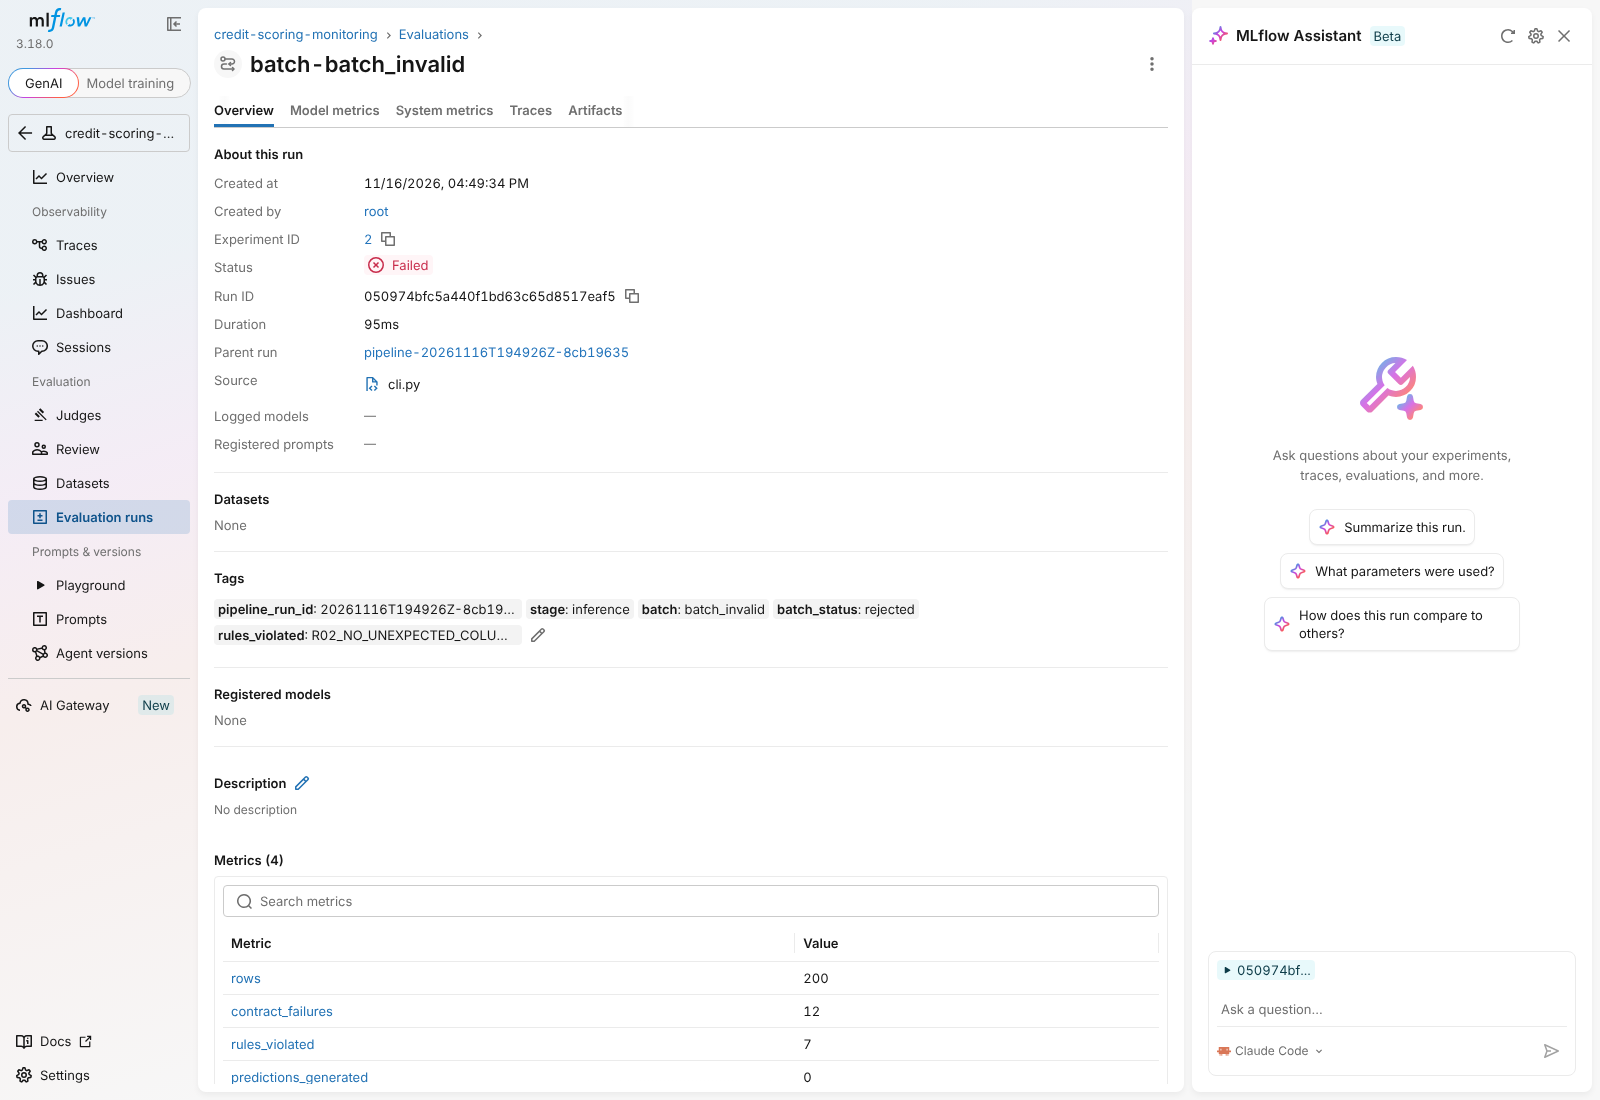 mlflow
3.18.0
GenAI
Model training
credit-scoring-...
Overview
Observability
Traces
Issues
Dashboard
Sessions
Evaluation
Judges
Review
Datasets
Evaluation runs
Prompts & versions
Playground
Prompts
Agent versions
AI Gateway New
Docs
Settings
credit-scoring-monitoring > Evaluations >
batch-batch_invalid
Overview Model metrics System metrics Traces Artifacts
About this run
Created at 11/16/2026, 04:49:34 PM
Created by root
Experiment ID 2
Status Failed
Run ID 050974bfc5a440f1bd63c65d8517eaf5
Duration 95ms
Parent run pipeline-20261116T194926Z-8cb19635
Source cli.py
Logged models —
Registered prompts —
Datasets
None
Tags
pipeline_run_id: 20261116T194926Z-8cb19... stage: inference batch: batch_invalid batch_status: rejected
rules_violated: R02_NO_UNEXPECTED_COLU...
Registered models
None
Description
No description
Metrics (4)
Search metrics
Metric Value
rows 200
contract_failures 12
rules_violated 7
predictions_generated 0
MLflow Assistant Beta
Ask questions about your experiments,
traces, evaluations, and more.
Summarize this run.
What parameters were used?
How does this run compare to
others?
050974bf...
Ask a question...
Claude Code